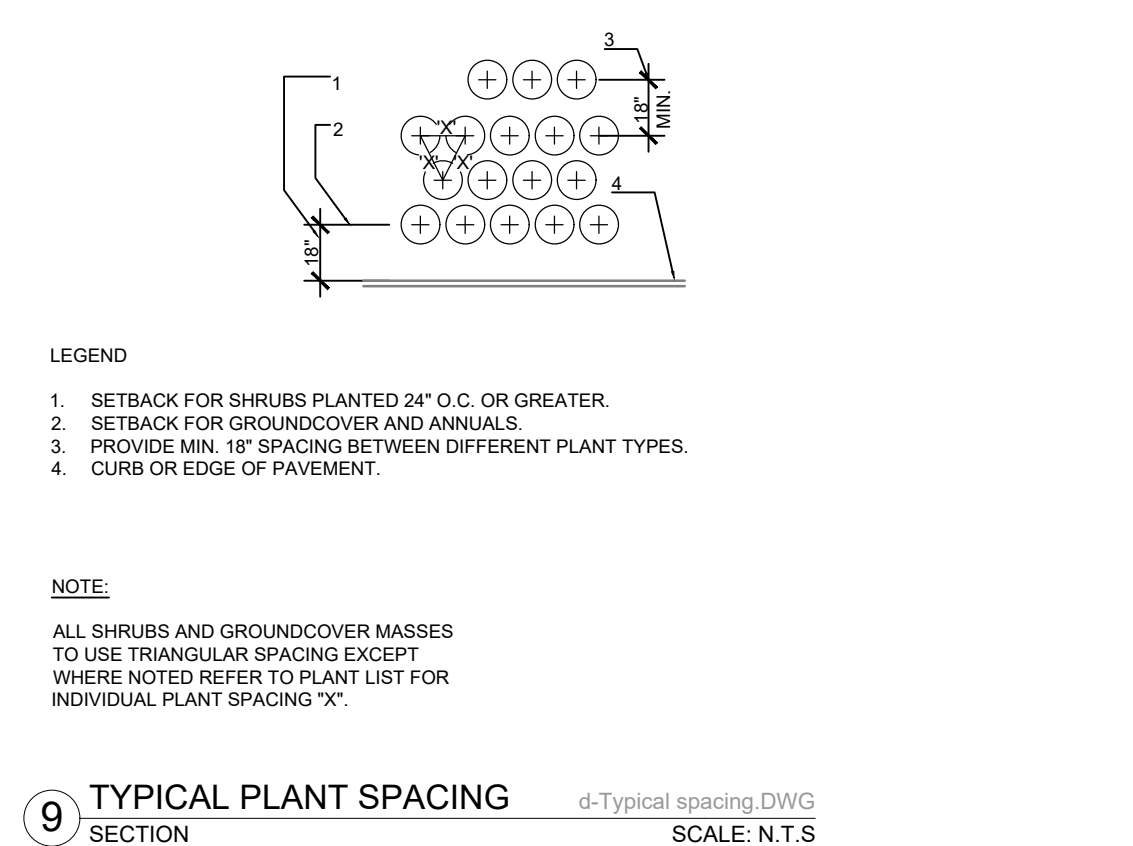 3
1
18"
MIN.
2
'X'
'X' 'X'
4
18"
LEGEND
1. SETBACK FOR SHRUBS PLANTED 24" O.C. OR GREATER.
2. SETBACK FOR GROUNDCOVER AND ANNUALS.
3. PROVIDE MIN. 18" SPACING BETWEEN DIFFERENT PLANT TYPES.
4. CURB OR EDGE OF PAVEMENT.
NOTE:
ALL SHRUBS AND GROUNDCOVER MASSES
TO USE TRIANGULAR SPACING EXCEPT
WHERE NOTED REFER TO PLANT LIST FOR
INDIVIDUAL PLANT SPACING "X".
9 TYPICAL PLANT SPACING d-Typical spacing.DWG
SECTION SCALE: N.T.S